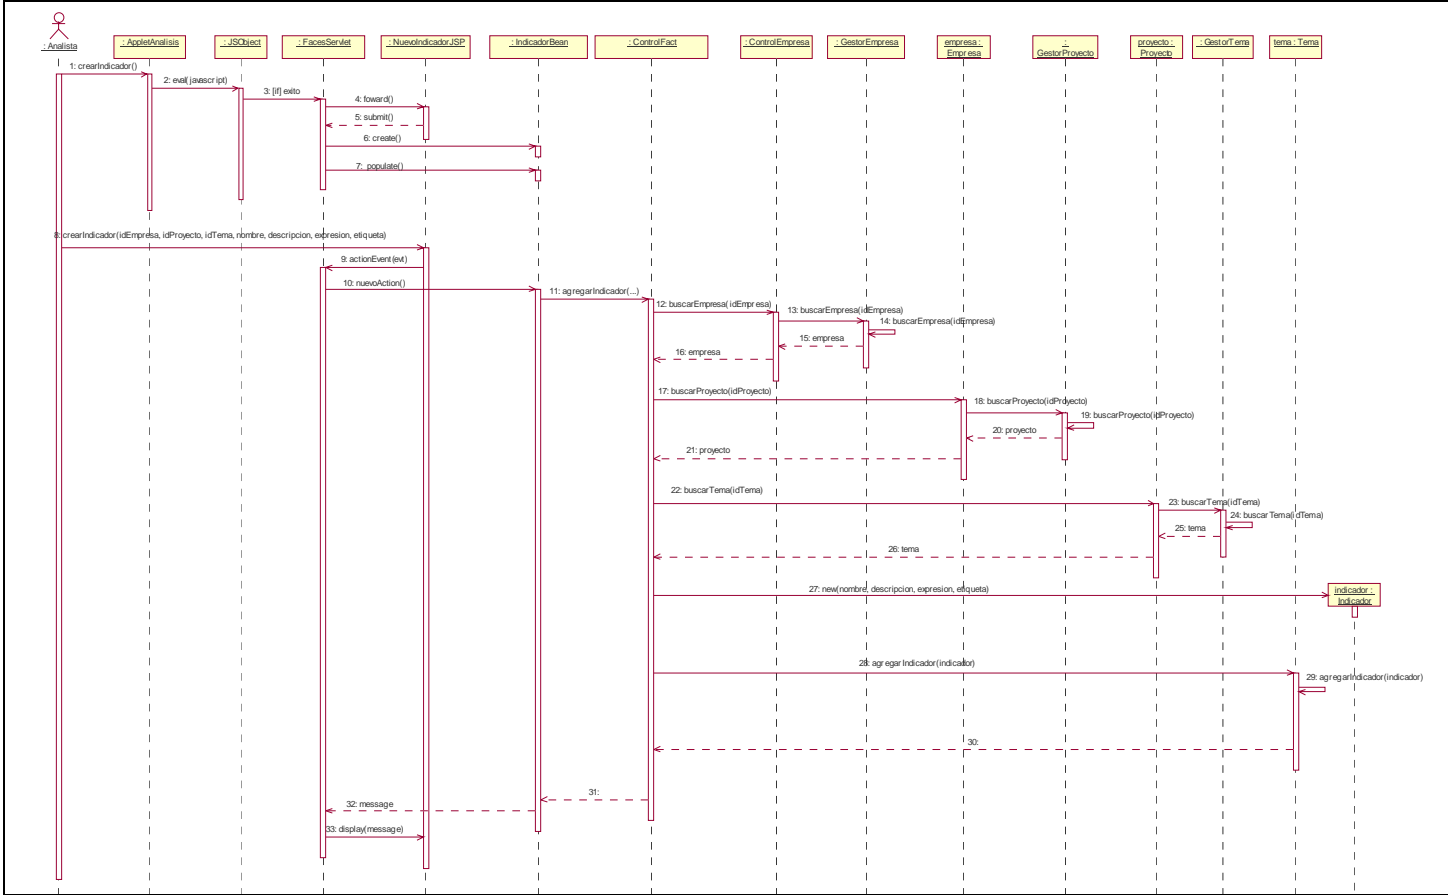 : Analista
: AppletAnalisis
: JSObject
: FacesServlet
: NuevoIndicadorJSP
: IndicadorBean
: ControlFact
: ControlEmpresa
: GestorEmpresa
empresa :
Empresa
:
GestorProyecto
proyecto :
Proyecto
: GestorTema
tema : Tema
1: crearIndicador()
2: eval(javascript)
3: [if] exito
4: foward()
5: submit()
6: create()
7: populate()
8: crearIndicador(idEmpresa, idProyecto, idTema, nombre, descripcion, expresion, etiqueta)
9: actionEvent(evt)
10: nuevoAction()
11: agregarIndicador(...)
12: buscarEmpresa(idEmpresa)
13: buscarEmpresa(idEmpresa)
14: buscarEmpresa(idEmpresa)
15: empresa
16: empresa
17: buscarProyecto(idProyecto)
18: buscarProyecto(idProyecto)
19: buscarProyecto(idProyecto)
20: proyecto
21: proyecto
22: buscarTema(idTema)
23: buscarTema(idTema)
24: buscarTema(idTema)
25: tema
26: tema
27: new(nombre, descripcion, expresion, etiqueta)
indicador :
Indicador
28: agregarIndicador(indicador)
29: agregarIndicador(indicador)
30:
31:
32: message
33: display(message)